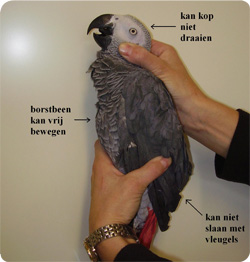 kan kop
niet
draaien
borstbeen
kan vrij
bewegen
kan niet
slaan met
vleugels